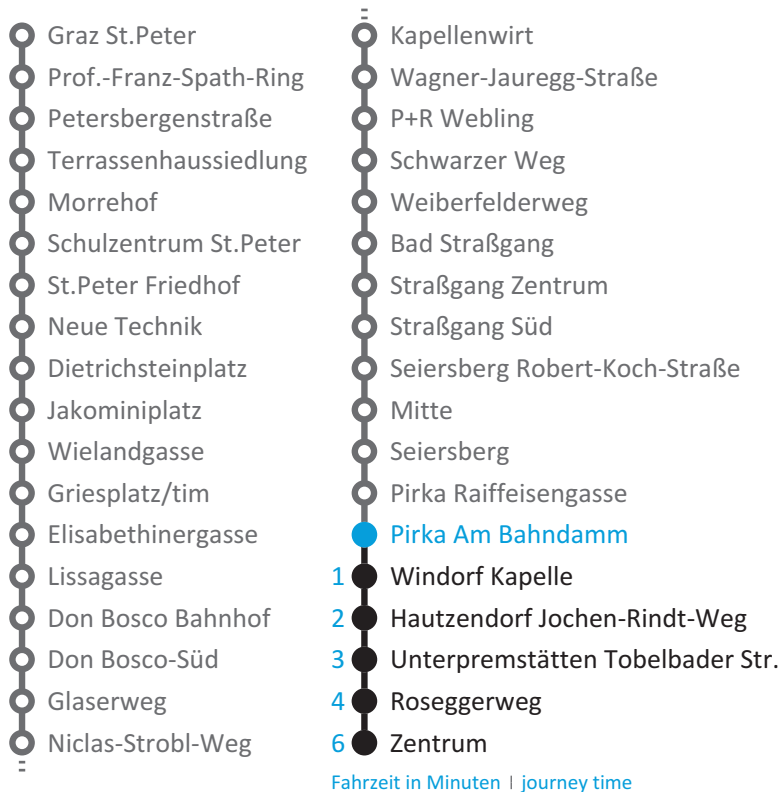 Graz St.Peter
Prof.-Franz-Spath-Ring
Petersbergenstraße
Terrassenhaussiedlung
Morrehof
Schulzentrum St.Peter
St.Peter Friedhof
Neue Technik
Dietrichsteinplatz
Jakominiplatz
Wielandgasse
Griesplatz/tim
Elisabethinergasse
Lissagasse
Don Bosco Bahnhof
Don Bosco-Süd
Glaserweg
Niclas-Strobl-Weg
Kapellenwirt
Wagner-Jauregg-Straße
P+R Webling
Schwarzer Weg
Weiberfelderweg
Bad Straßgang
Straßgang Zentrum
Straßgang Süd
Seiersberg Robert-Koch-Straße
Mitte
Seiersberg
Pirka Raiffeisengasse
Pirka Am Bahndamm
1 Windorf Kapelle
2 Hautzendorf Jochen-Rindt-Weg
3 Unterpremstätten Tobelbader Str.
4 Roseggerweg
6 Zentrum
Fahrzeit in Minuten | journey time